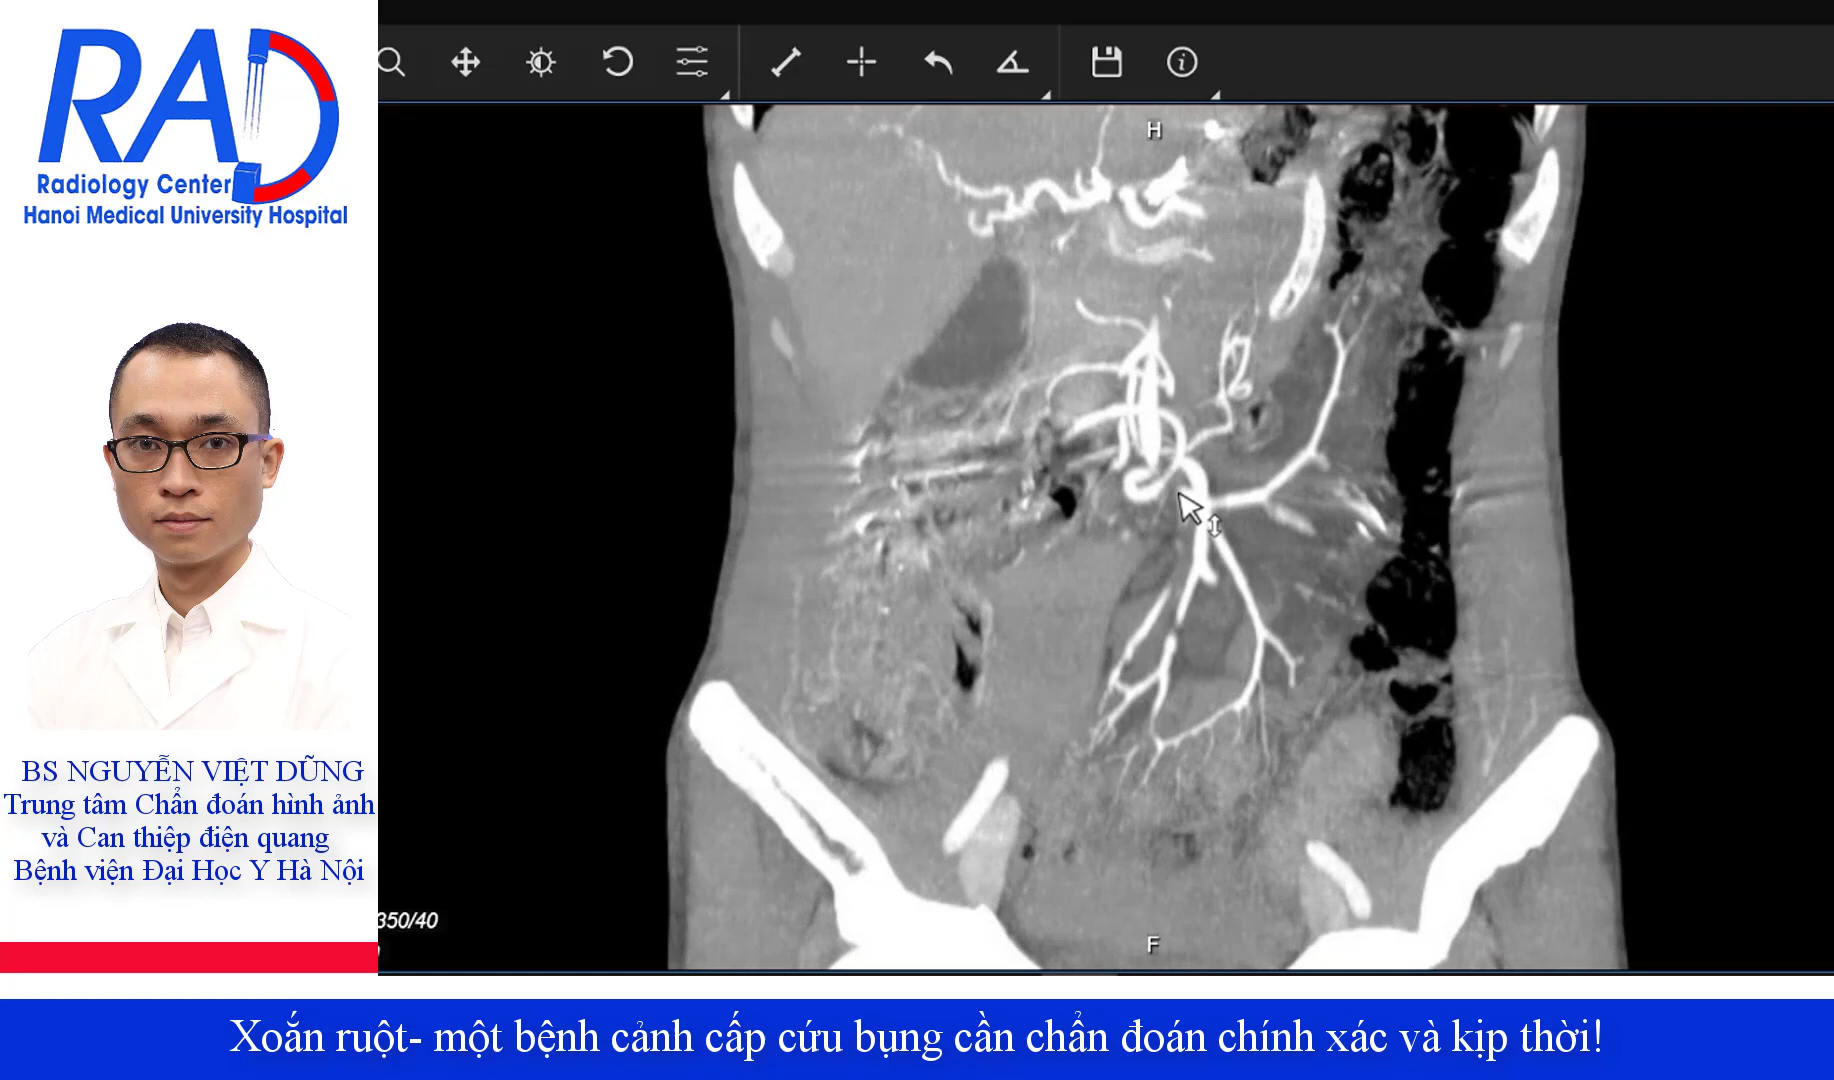 RAD
Radiology Center
Hanoi Medical University Hospital
BS NGUYỄN VIỆT DŨNG
Trung tâm Chẩn đoán hình ảnh
và Can thiệp điện quang
Bệnh viện Đại Học Y Hà Nội
H
350/40
F
Xoắn ruột- một bệnh cảnh cấp cứu bụng cần chẩn đoán chính xác và kịp thời!